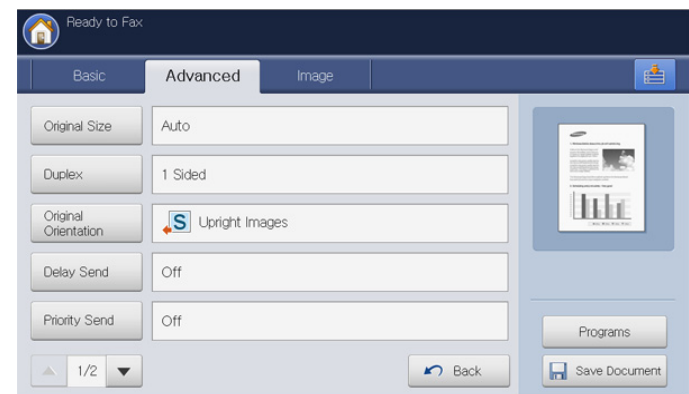 Ready to Fax
Basic
Advanced
Image
Original Size
Auto
Duplex
1 Sided
Original
Orientation
S
Upright Images
Delay Send
Off
Priority Send
Off
1/2
Back
Programs
Save Document